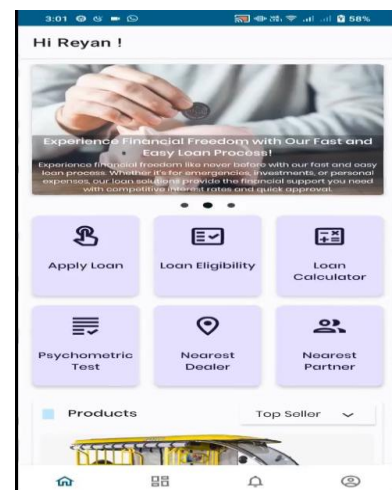 3:01 58%
Hi Reyan !
Experience Financial Freedom with Our Fast and
Easy Loan Process!
Experience financial freedom like never before with our fast and easy
loan process. Whether it's for emergencies, investments, or personal
expenses, our loan solutions provide the financial support you need
with competitive interest rates and quick approval.
Apply Loan
Loan Eligibility
Loan
Calculator
Psychometric
Test
Nearest
Dealer
Nearest
Partner
Products
Top Seller